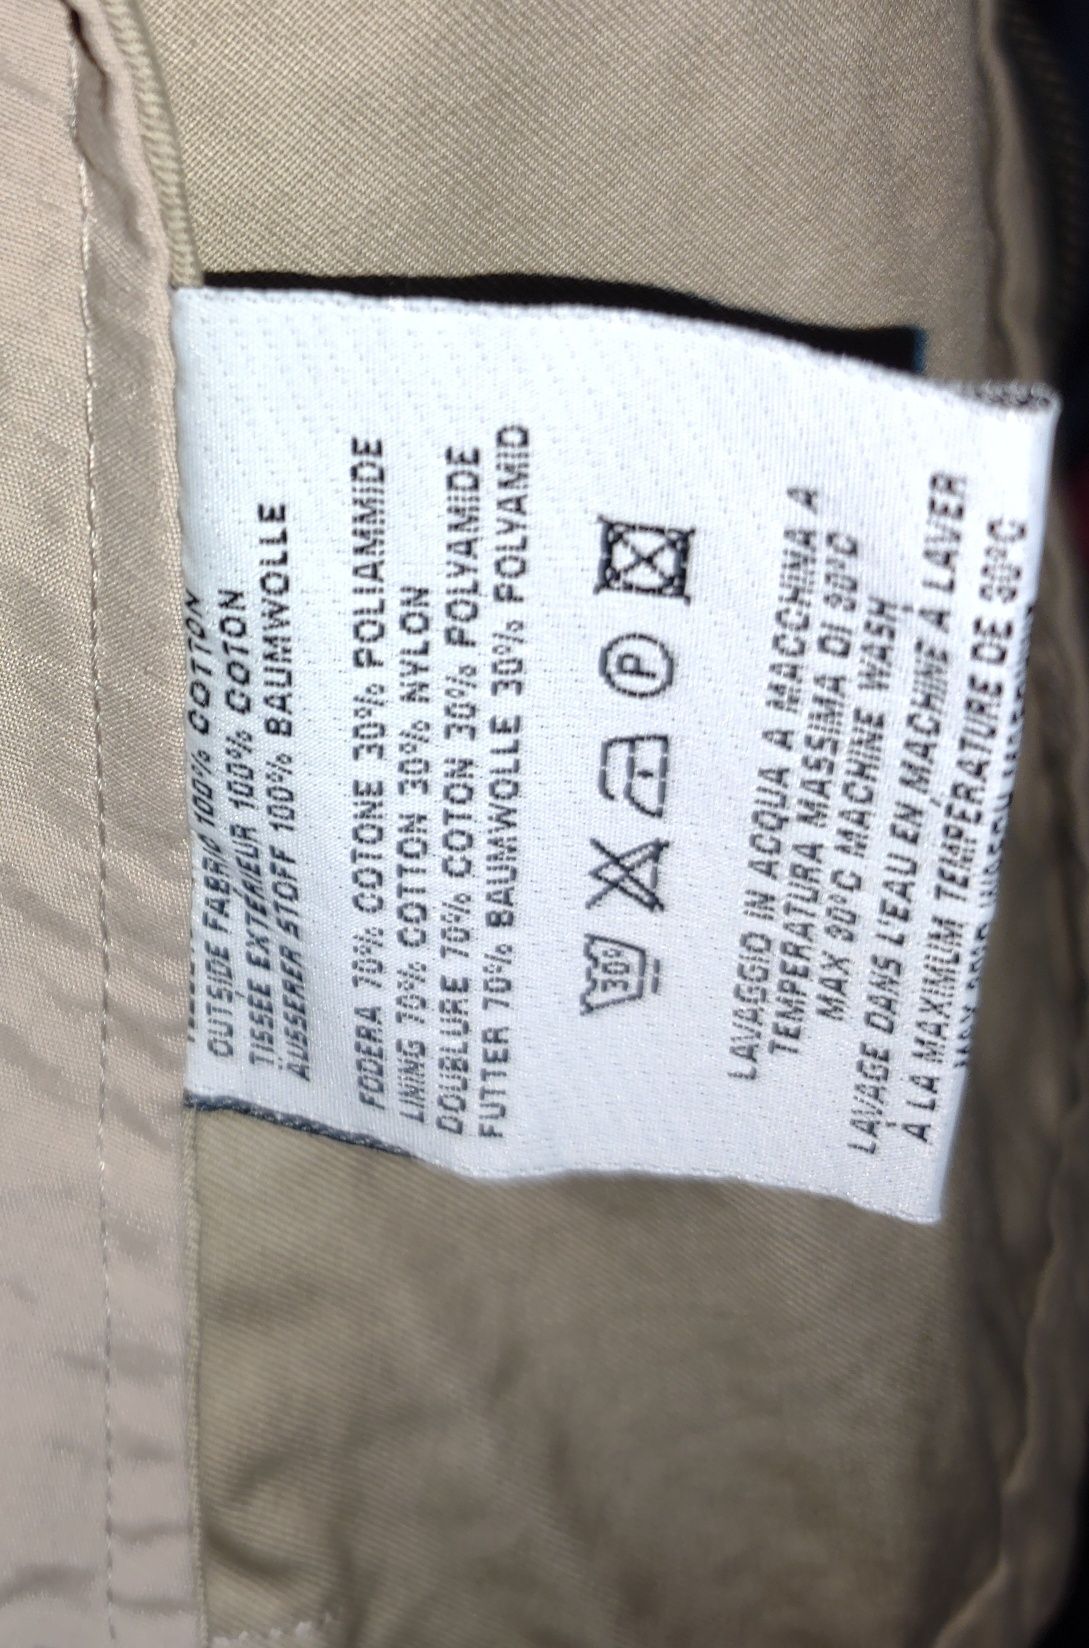 OUTSIDE FABRIC 100% COTTON
TISSEE EXTERIEUR 100% COTON
AUSSERER STOFF 100% BAUMWOLLE
FODERA 70% COTONE 30% POLIAMMIDE
LINING 70% COTTON 30% NYLON
DOUBLURE 70% COTON 30% POLYAMIDE
FUTTER 70% BAUMWOLLE 30% POLYAMID
30° P
LAVAGGIO IN ACQUA A MACCHINA A
TEMPERATURA MASSIMA DI 30°C
MAX 30°C MACHINE WASH
LAVAGE DANS L'EAU EN MACHINE A LAVER
À LA MAXIMUM TEMPERATURE DE 30°C